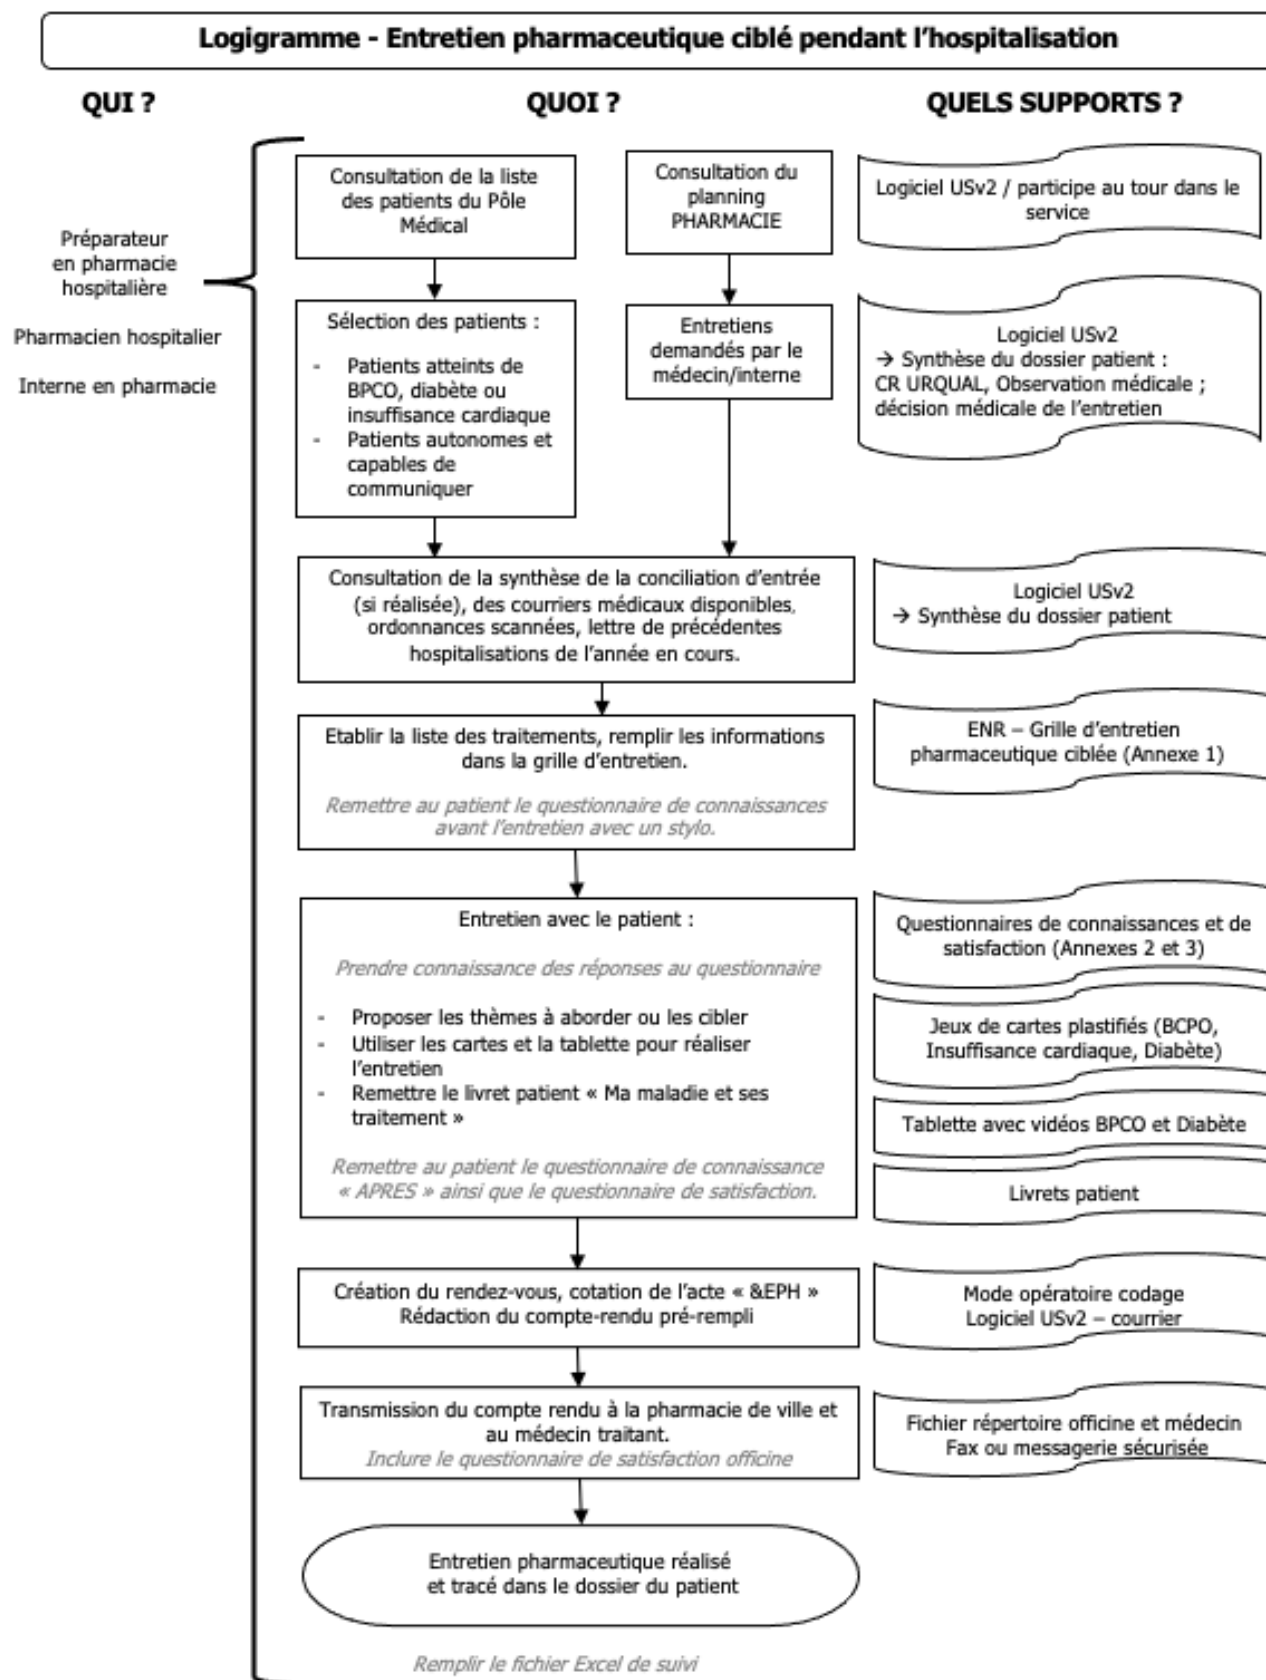 Logigramme - Entretien pharmaceutique ciblé pendant l'hospitalisation
QUI ?
QUOI ?
QUELS SUPPORTS ?
Préparateur
en pharmacie
hospitalière
Pharmacien hospitalier
Interne en pharmacie
Consultation de la liste
des patients du Pôle
Médical
Consultation du
planning
PHARMACIE
Logiciel USv2 / participe au tour dans le
service
Sélection des patients :
- Patients atteints de
BPCO, diabète ou
insuffisance cardiaque
- Patients autonomes et
capables de
communiquer
Entretiens
demandés par le
médecin/interne
Logiciel USv2
→ Synthèse du dossier patient :
CR URQUAL, Observation médicale ;
décision médicale de l'entretien
Consultation de la synthèse de la conciliation d'entrée
(si réalisée), des courriers médicaux disponibles,
ordonnances scannées, lettre de précédentes
hospitalisations de l'année en cours.
Logiciel USv2
→ Synthèse du dossier patient
Etablir la liste des traitements, remplir les informations
dans la grille d'entretien.
Remettre au patient le questionnaire de connaissances
avant l'entretien avec un stylo.
ENR – Grille d'entretien
pharmaceutique ciblée (Annexe 1)
Entretien avec le patient :
Prendre connaissance des réponses au questionnaire
- Proposer les thèmes à aborder ou les cibler
- Utiliser les cartes et la tablette pour réaliser
l'entretien
- Remettre le livret patient « Ma maladie et ses
traitement »
Remettre au patient le questionnaire de connaissance
« APRES » ainsi que le questionnaire de satisfaction.
Questionnaires de connaissances et de
satisfaction (Annexes 2 et 3)
Jeux de cartes plastifiés (BCPO,
Insuffisance cardiaque, Diabète)
Tablette avec vidéos BPCO et Diabète
Livrets patient
Création du rendez-vous, cotation de l'acte « &EPH »
Rédaction du compte-rendu pré-rempli
Mode opératoire codage
Logiciel USv2 – courrier
Transmission du compte rendu à la pharmacie de ville et
au médecin traitant.
Inclure le questionnaire de satisfaction officine
Fichier répertoire officine et médecin
Fax ou messagerie sécurisée
Entretien pharmaceutique réalisé
et tracé dans le dossier du patient
Remplir le fichier Excel de suivi